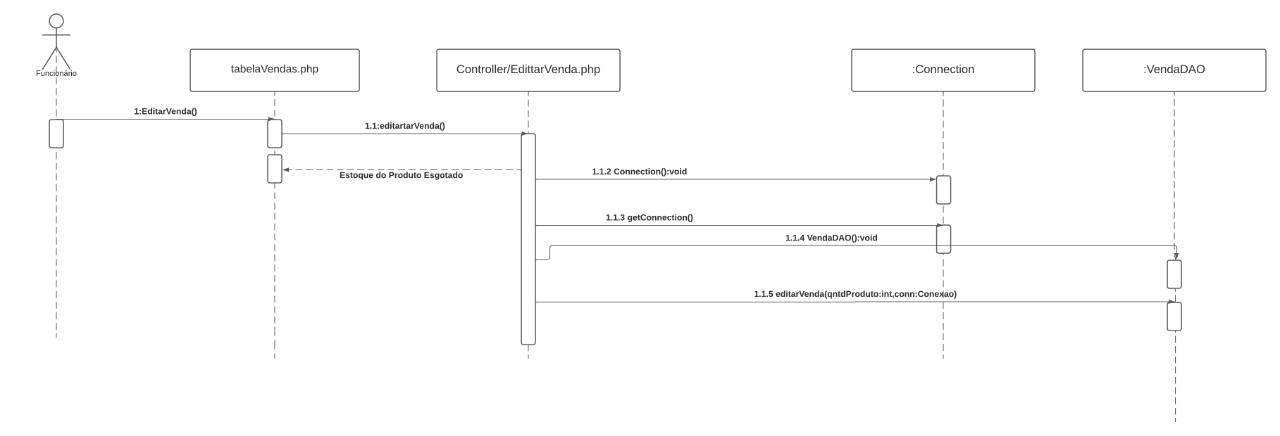 Funcionário
tabelaVendas.php
Controller/EdittarVenda.php
:Connection
:VendaDAO
1:EditarVenda()
1.1:editartarVenda()
Estoque do Produto Esgotado
1.1.2 Connection():void
1.1.3 getConnection()
1.1.4 VendaDAO():void
1.1.5 editarVenda(qntdProduto:int,conn:Conexao)